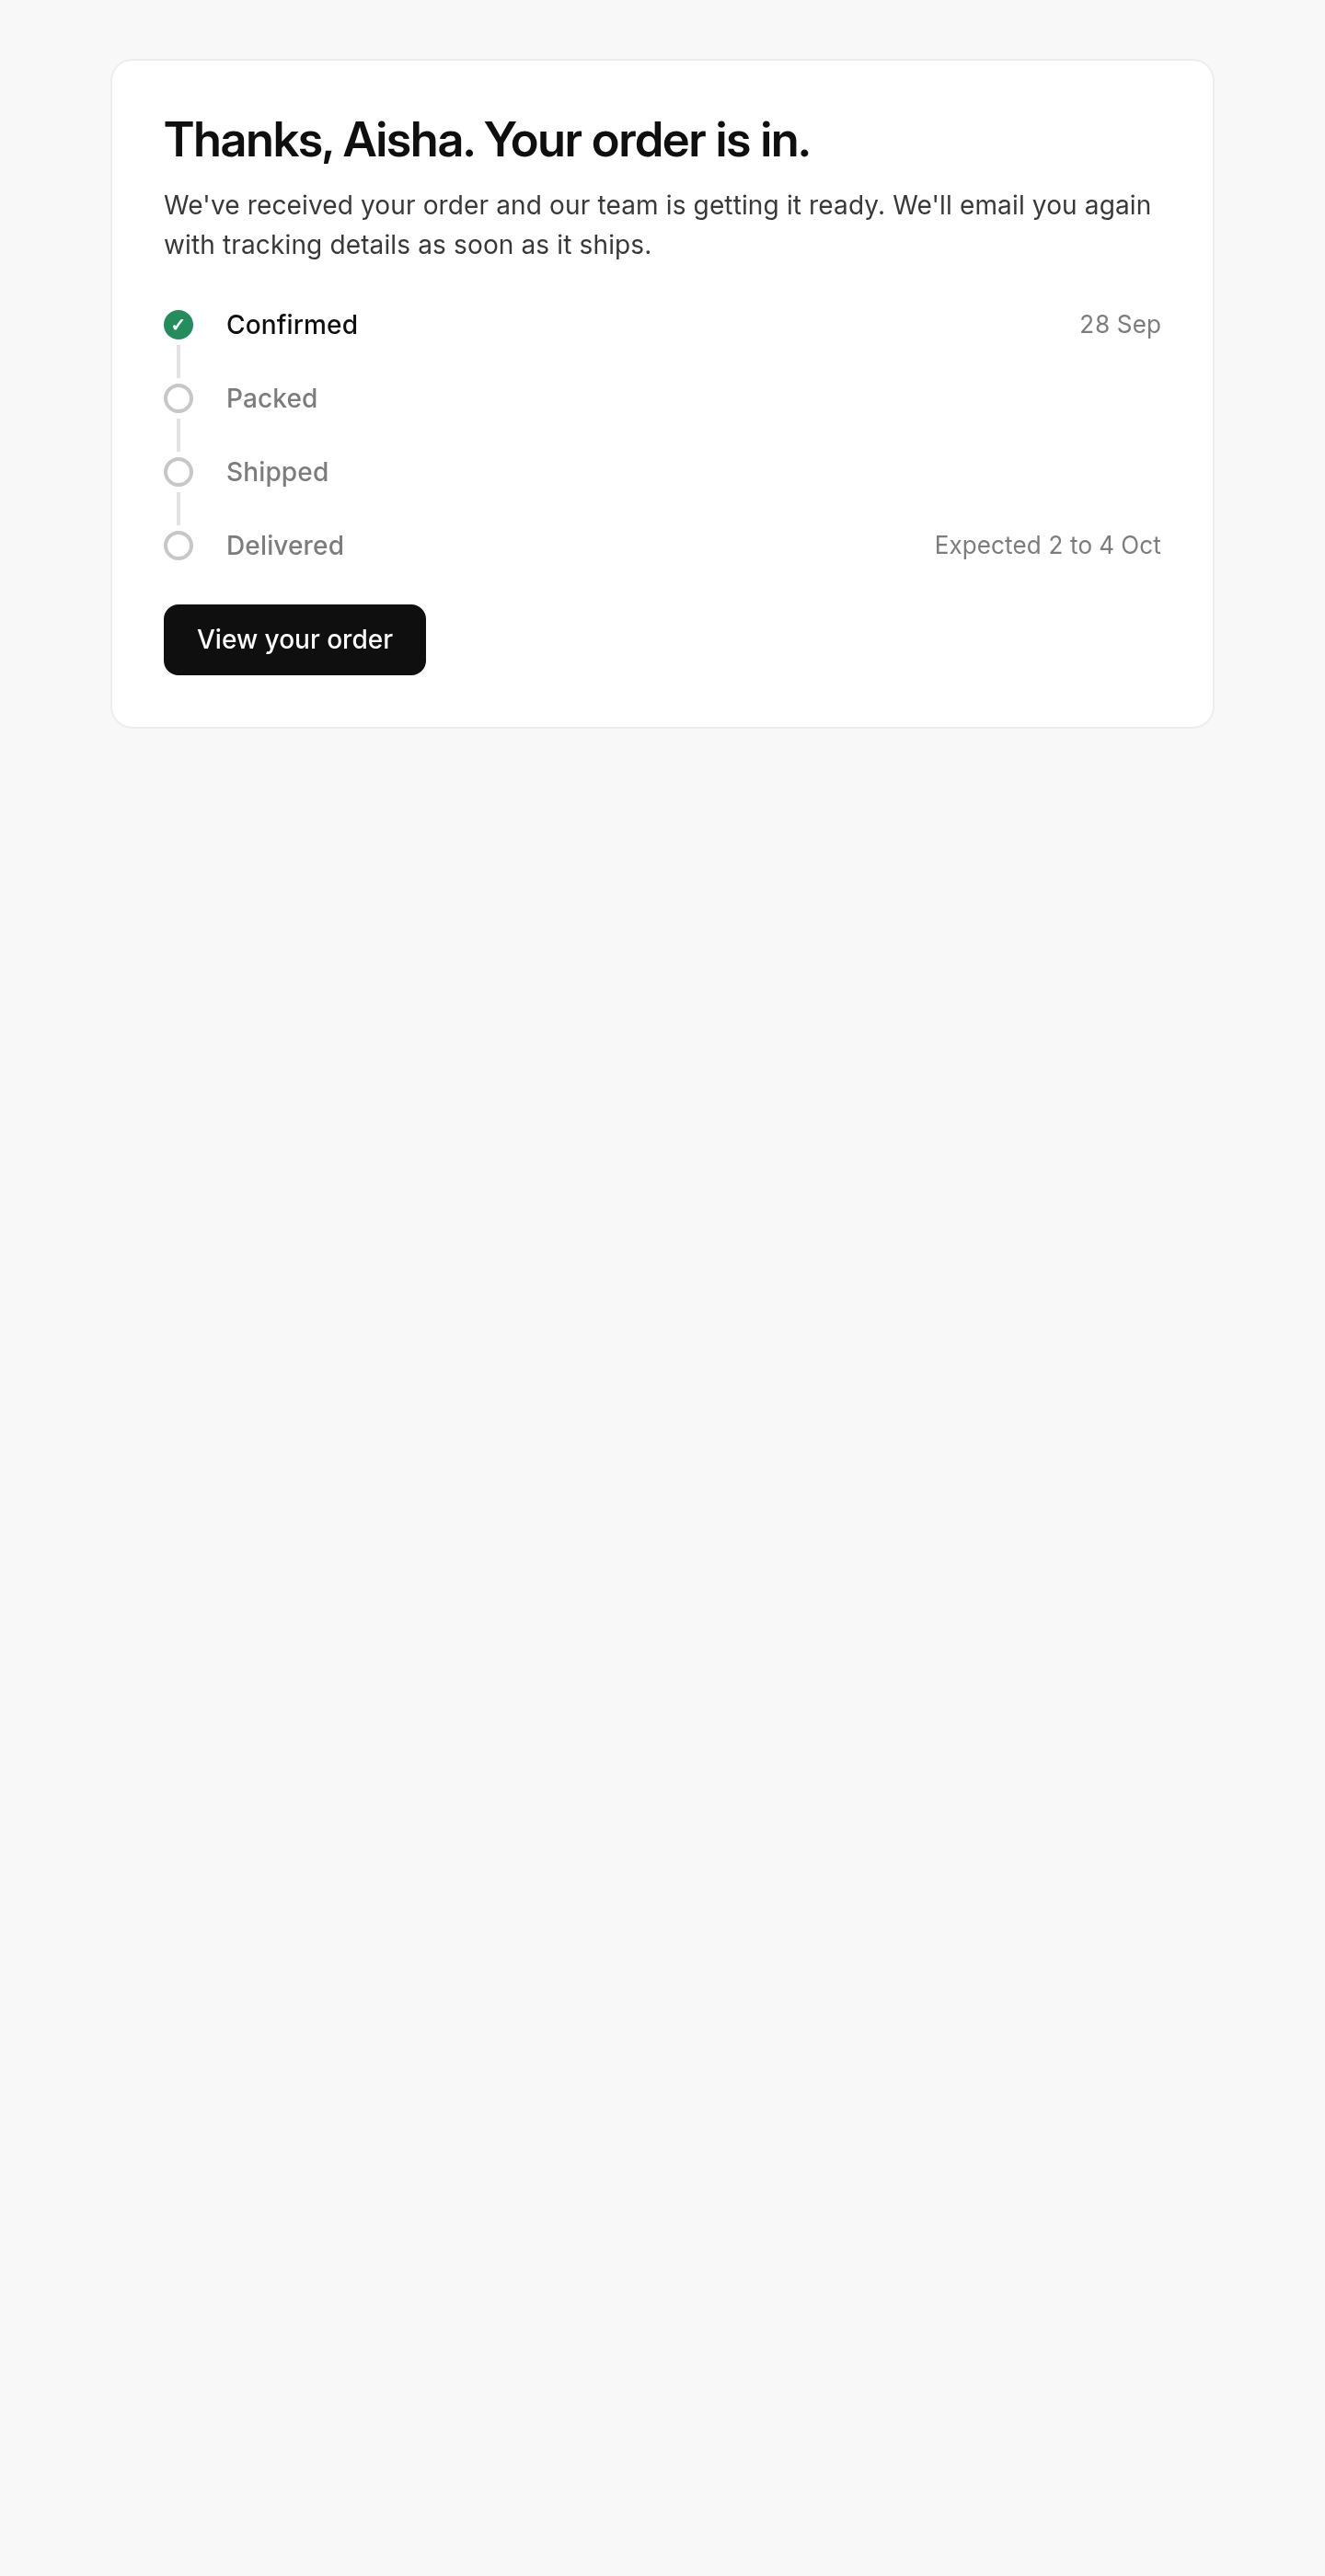 Thanks, Aisha. Your order is in.
We've received your order and our team is getting it ready. We'll email you again
with tracking details as soon as it ships.
✓ Confirmed 28 Sep
Packed
Shipped
Delivered Expected 2 to 4 Oct
View your order